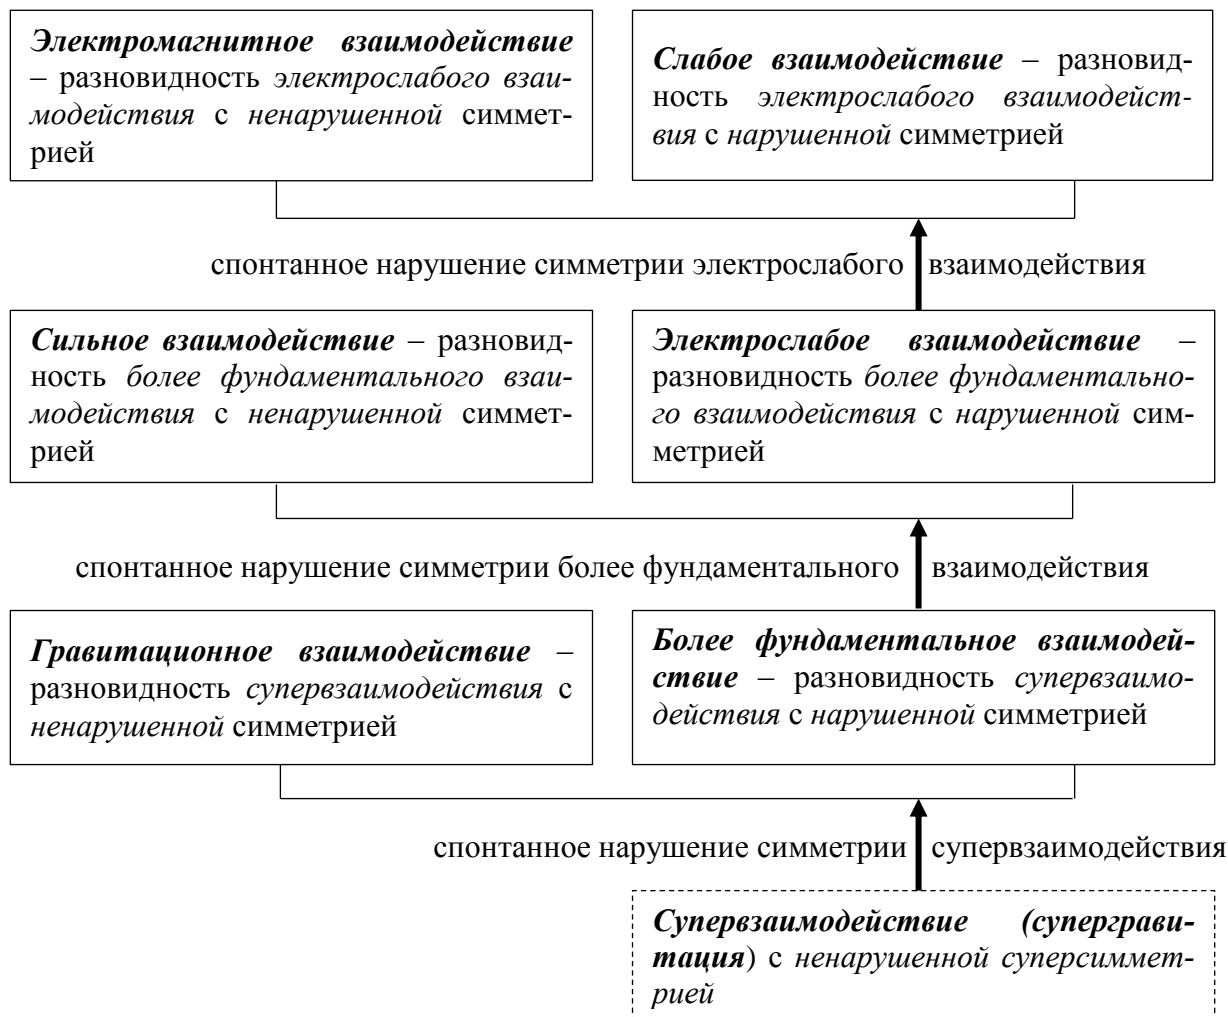 Электромагнитное взаимодействие
– разновидность электрослабого взаи-
модействия с ненарушенной симмет-
рией
Слабое взаимодействие – разновид-
ность электрослабого взаимодейст-
вия с нарушенной симметрией
спонтанное нарушение симметрии электрослабого взаимодействия
Сильное взаимодействие – разновид-
ность более фундаментального взаи-
модействия с ненарушенной симмет-
рией
Электрослабое взаимодействие –
разновидность более фундаментально-
го взаимодействия с нарушенной сим-
метрией
спонтанное нарушение симметрии более фундаментального взаимодействия
Гравитационное взаимодействие –
разновидность супервзаимодействия с
ненарушенной симметрией
Более фундаментальное взаимодей-
ствие – разновидность супервзаимо-
действия с нарушенной симметрией
спонтанное нарушение симметрии супервзаимодействия
Супервзаимодействие (суперграви-
тация) с ненарушенной суперсиммет-
рией